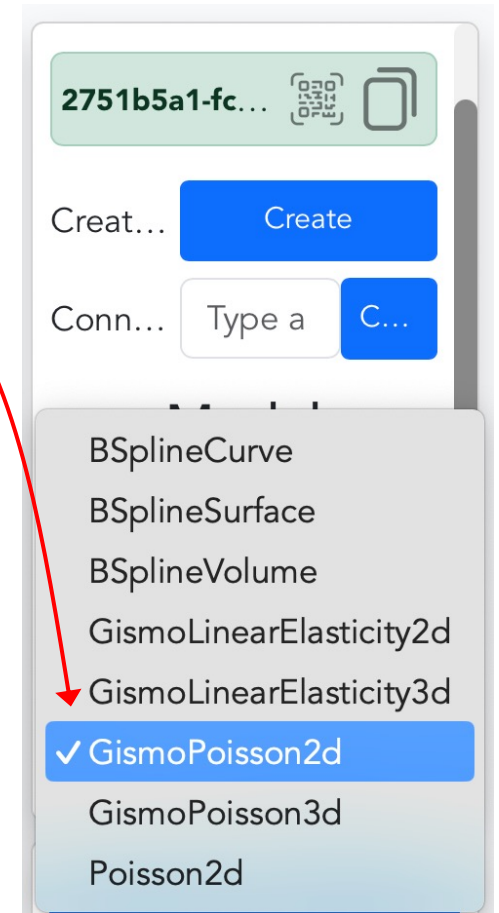 2751b5a1-fc...
Creat... Create
Conn... Type a C...
BSplineCurve
BSplineSurface
BSplineVolume
GismoLinearElasticity2d
GismoLinearElasticity3d
✓ GismoPoisson2d
GismoPoisson3d
Poisson2d